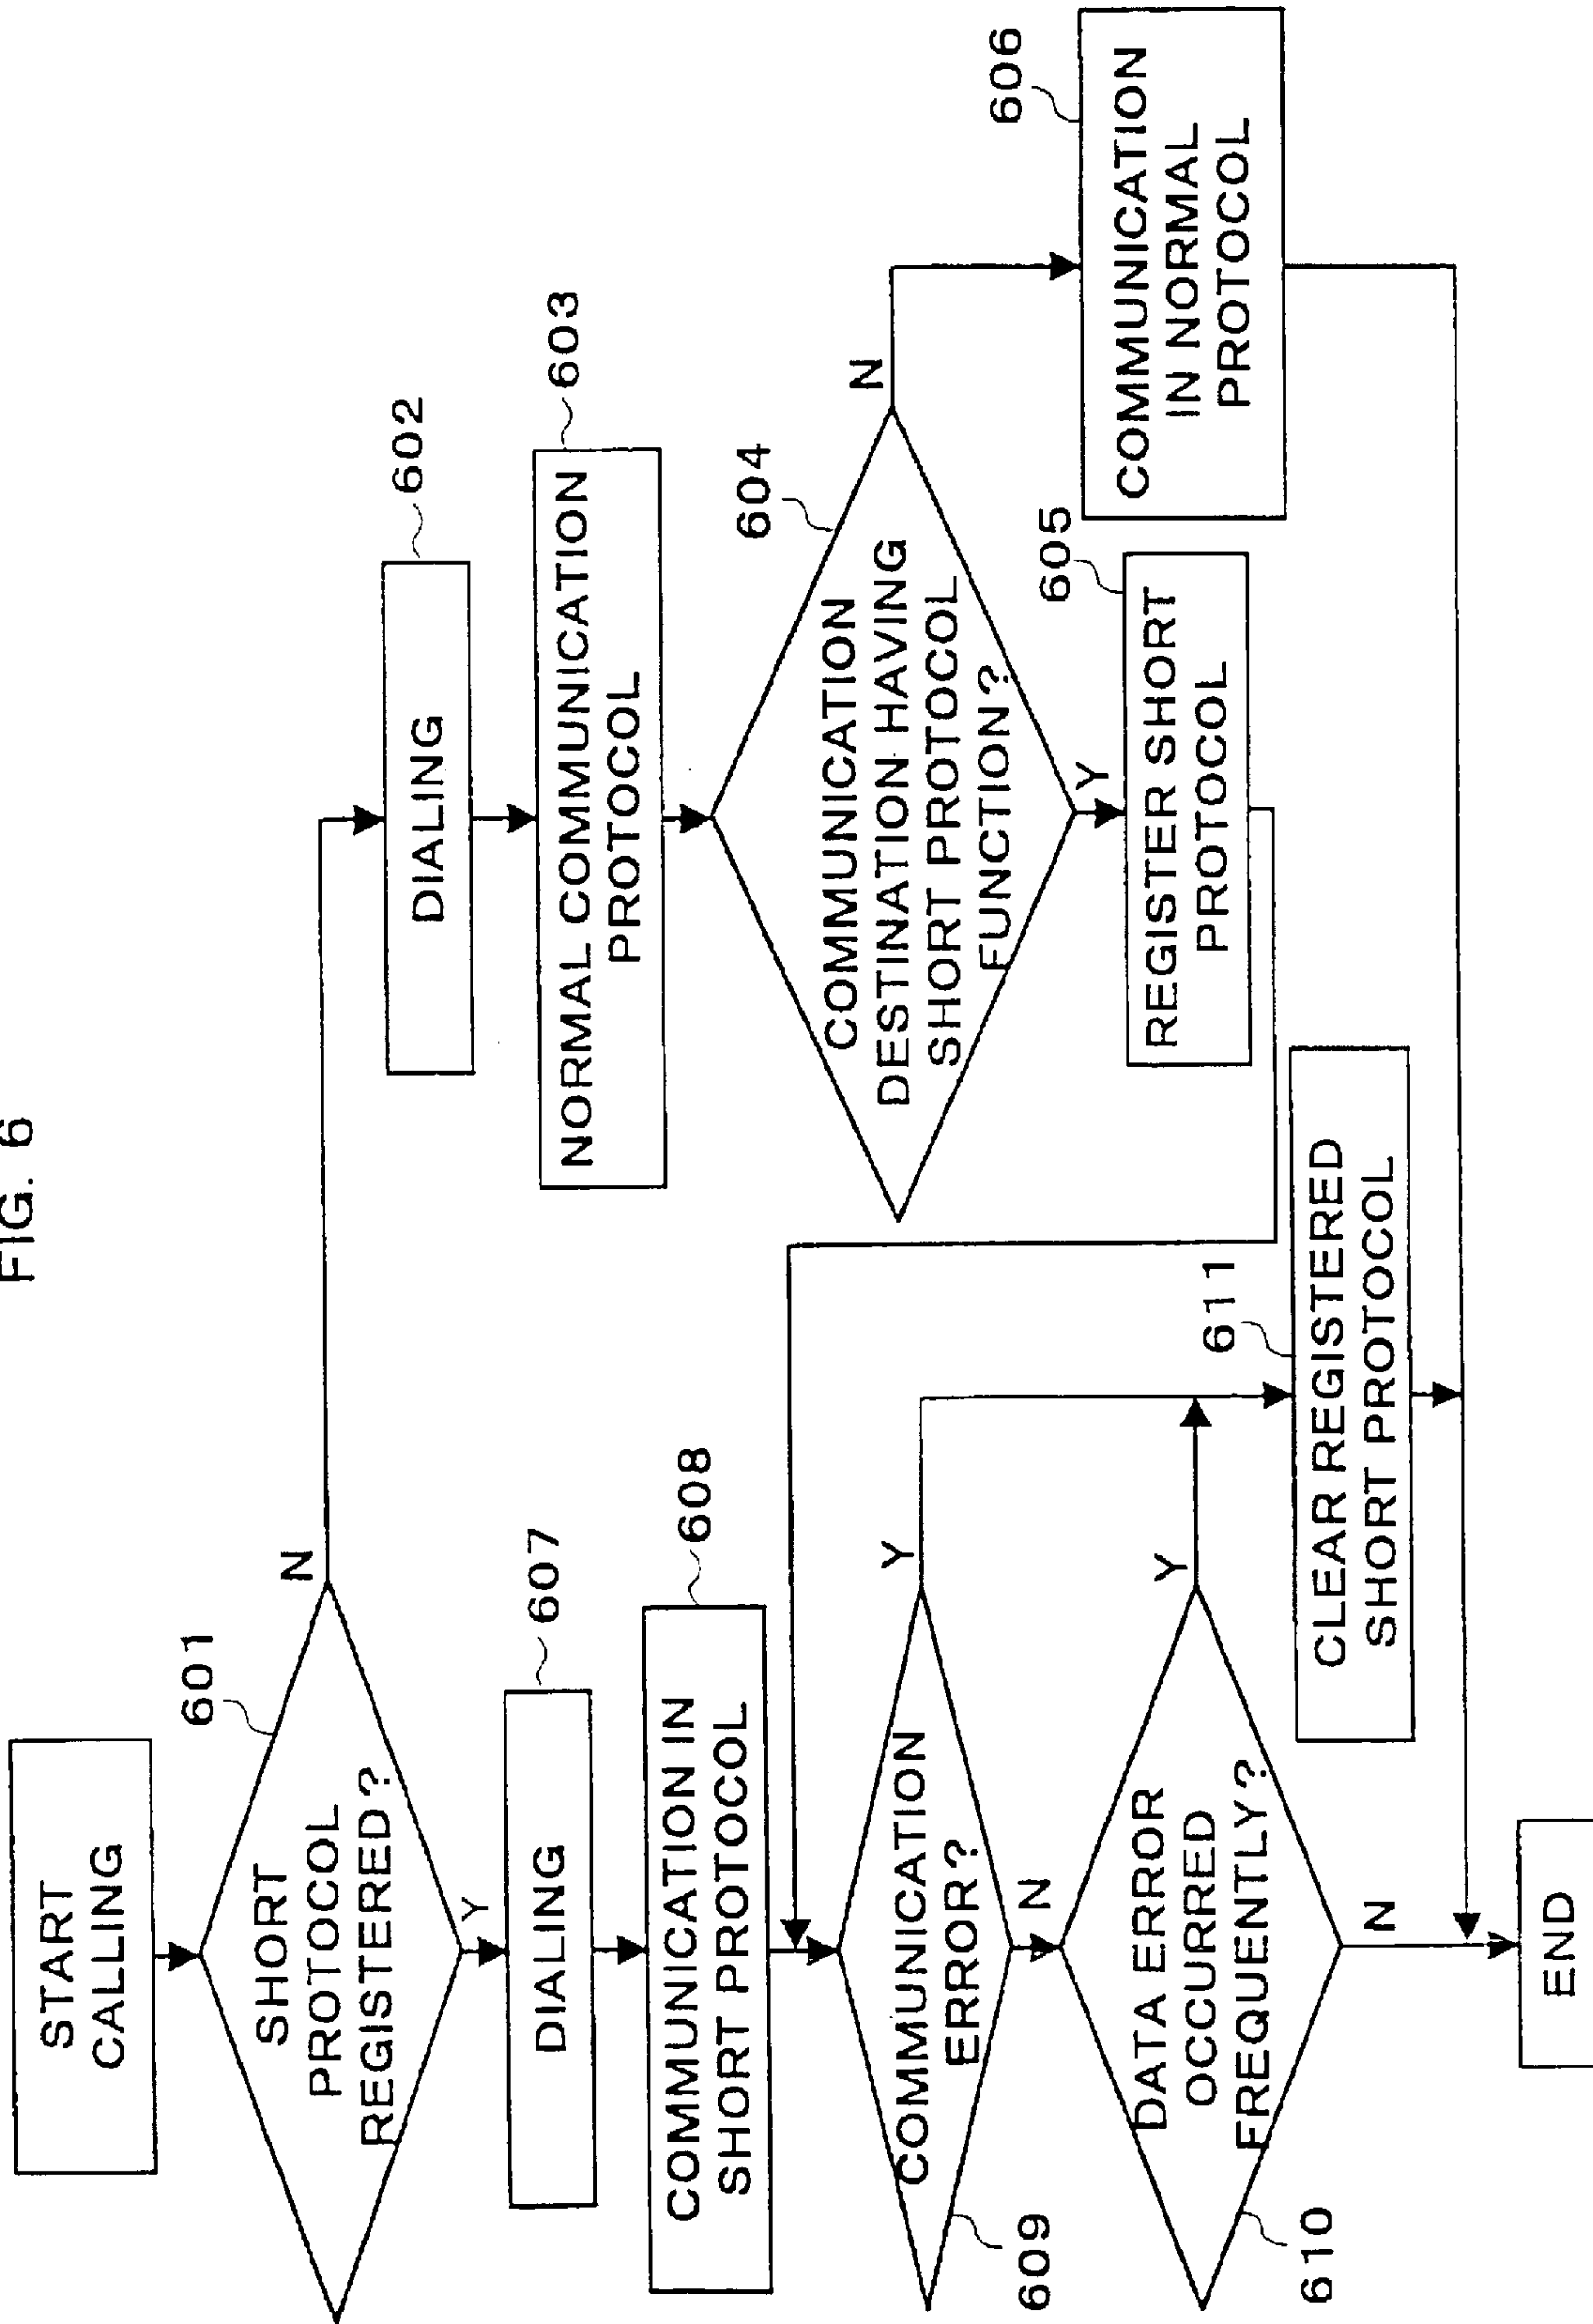 FIG. 6
START
CALLING
601
SHORT
PROTOCOL
REGISTERED?
N
Y
602
DIALING
603
NORMAL COMMUNICATION
PROTOCOL
604
COMMUNICATION
DESTINATION HAVING
SHORT PROTOCOL
FUNCTION?
N
Y
605
REGISTER SHORT
PROTOCOL
606
COMMUNICATION
IN NORMAL
PROTOCOL
607
DIALING
608
COMMUNICATION IN
SHORT PROTOCOL
609
COMMUNICATION
ERROR?
Y
N
610
DATA ERROR
OCCURRED
FREQUENTLY?
Y
N
611
CLEAR REGISTERED
SHORT PROTOCOL
END